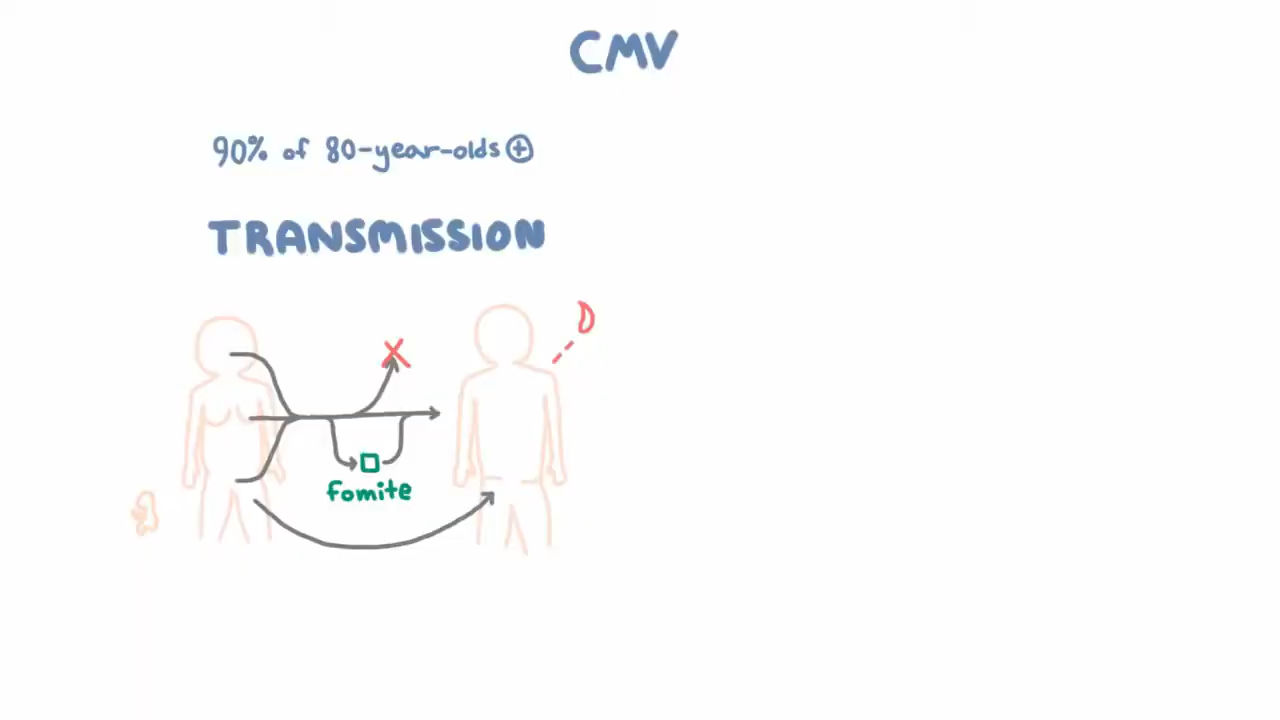 CMV
90% of 80-year-olds ⊕
TRANSMISSION
fomite